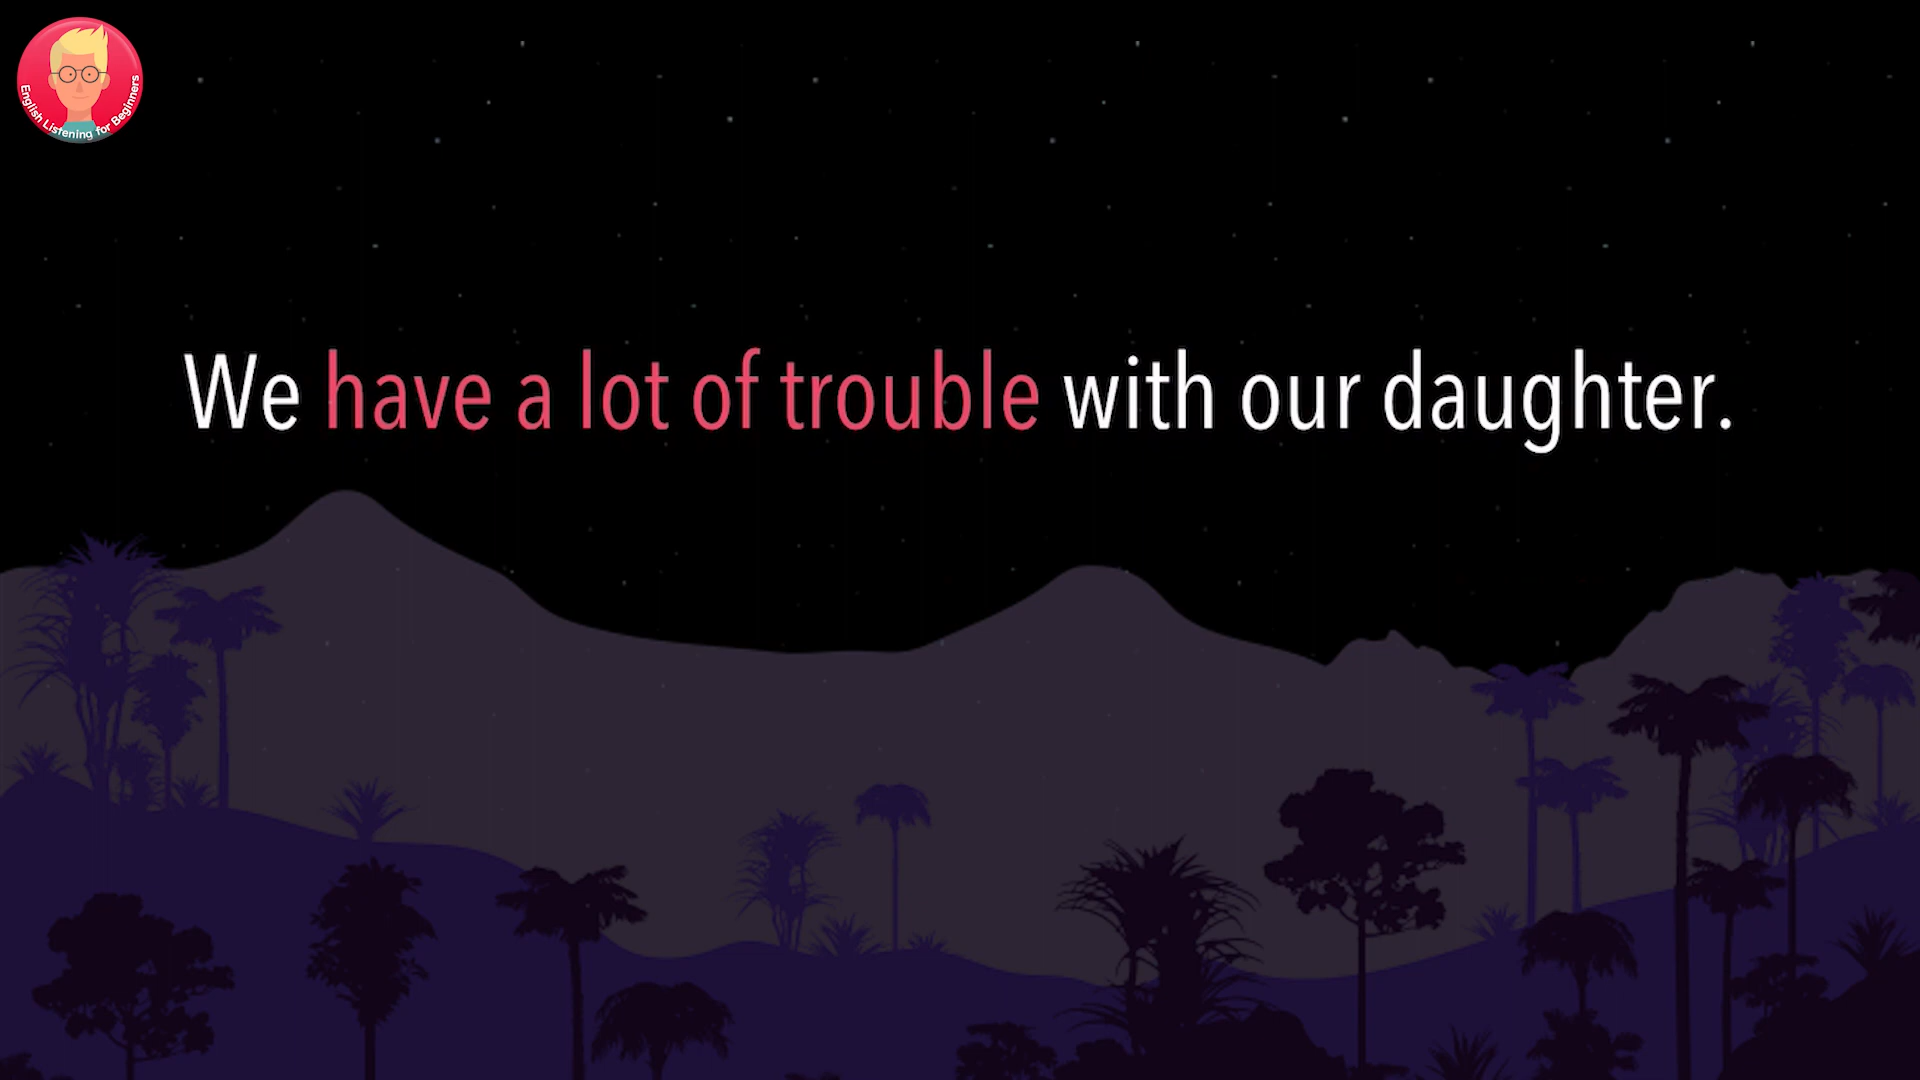 English Listening for Beginners
We have a lot of trouble with our daughter.